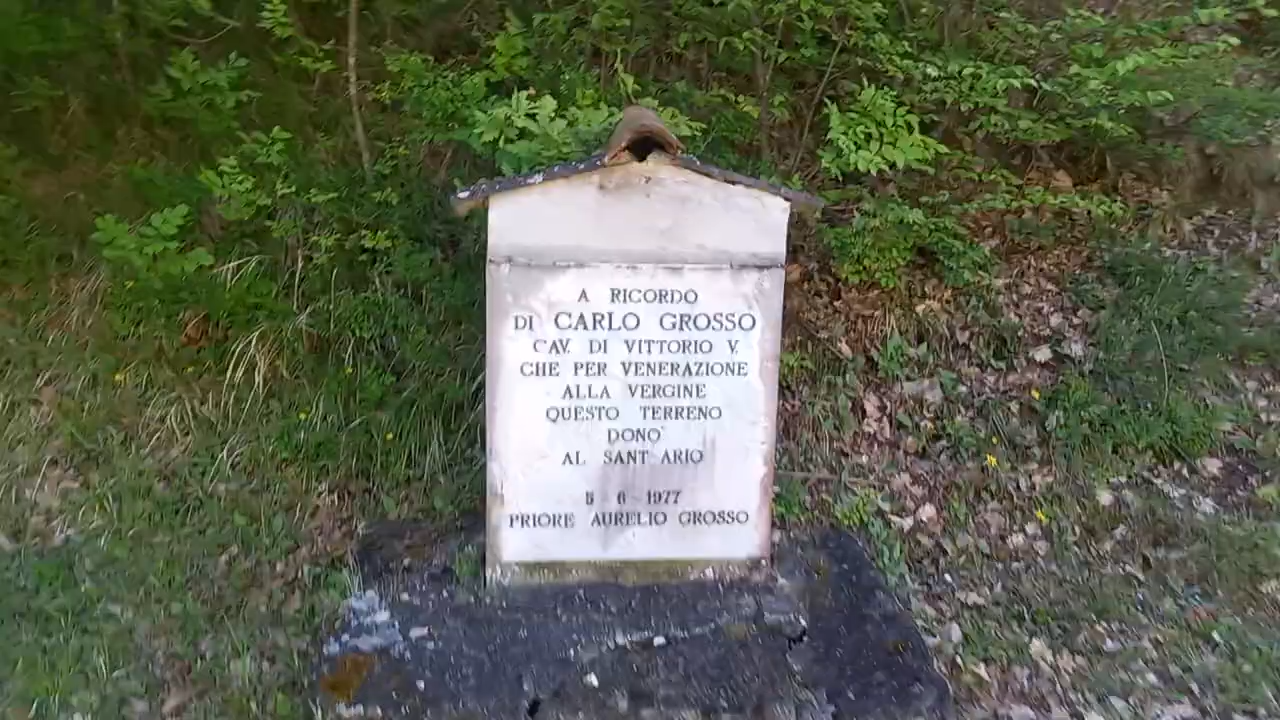 A RICORDO
DI CARLO GROSSO
CAV. DI VITTORIO V.
CHE PER VENERAZIONE
ALLA VERGINE
QUESTO TERRENO
DONO'
AL SANT ARIO
5 - 6 - 1977
PRIORE AURELIO GROSSO